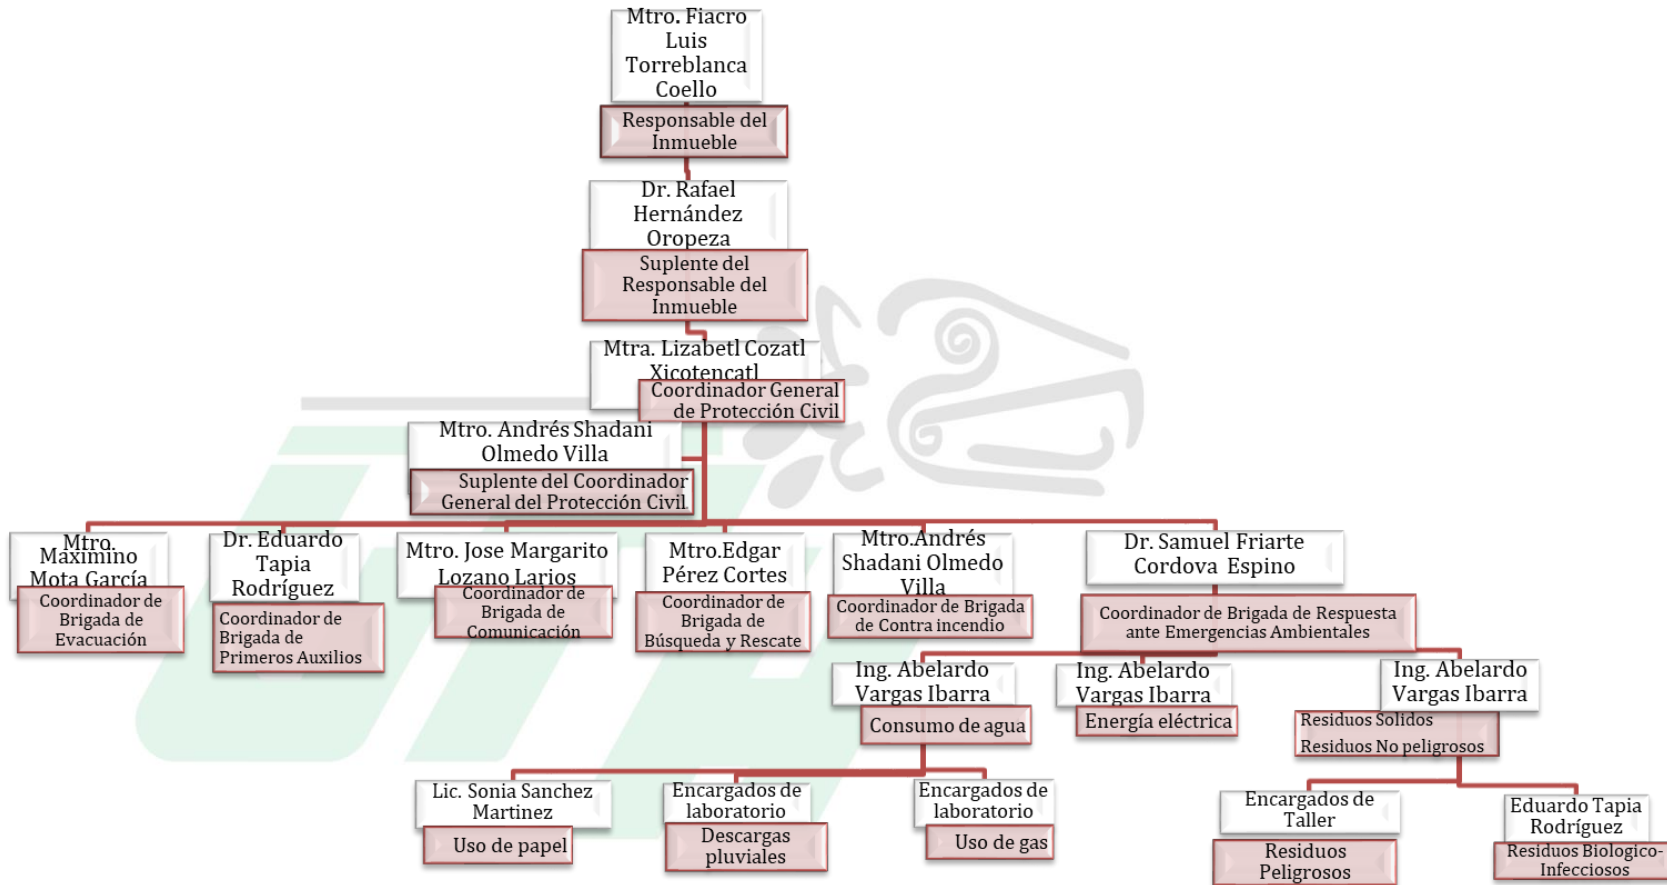 Mtro. Fiacro
Luis
Torreblanca
Coello
Responsable del
Inmueble
Dr. Rafael
Hernández
Oropeza
Suplente del
Responsable del
Inmueble
Mtra. Lizabetl Cozatl
Xicotencatl
Coordinador General
de Protección Civil
Mtro. Andrés Shadani
Olmedo Villa
Suplente del Coordinador
General del Protección Civil
Mtro.
Maximino
Mota García
Coordinador de
Brigada de
Evacuación
Dr. Eduardo
Tapia
Rodríguez
Coordinador de
Brigada de
Primeros Auxilios
Mtro. Jose Margarito
Lozano Larios
Coordinador de
Brigada de
Comunicación
Mtro.Edgar
Pérez Cortes
Coordinador de
Brigada de
Búsqueda y Rescate
Mtro.Andrés
Shadani Olmedo
Villa
Coordinador de Brigada
de Contra incendio
Dr. Samuel Friarte
Cordova Espino
Coordinador de Brigada de Respuesta
ante Emergencias Ambientales
Ing. Abelardo
Vargas Ibarra
Consumo de agua
Ing. Abelardo
Vargas Ibarra
Energía eléctrica
Ing. Abelardo
Vargas Ibarra
Residuos Solidos
Residuos No peligrosos
Lic. Sonia Sanchez
Martinez
Uso de papel
Encargados de
laboratorio
Descargas
pluviales
Encargados de
laboratorio
Uso de gas
Encargados de
Taller
Residuos
Peligrosos
Eduardo Tapia
Rodríguez
Residuos Biologico-
Infecciosos